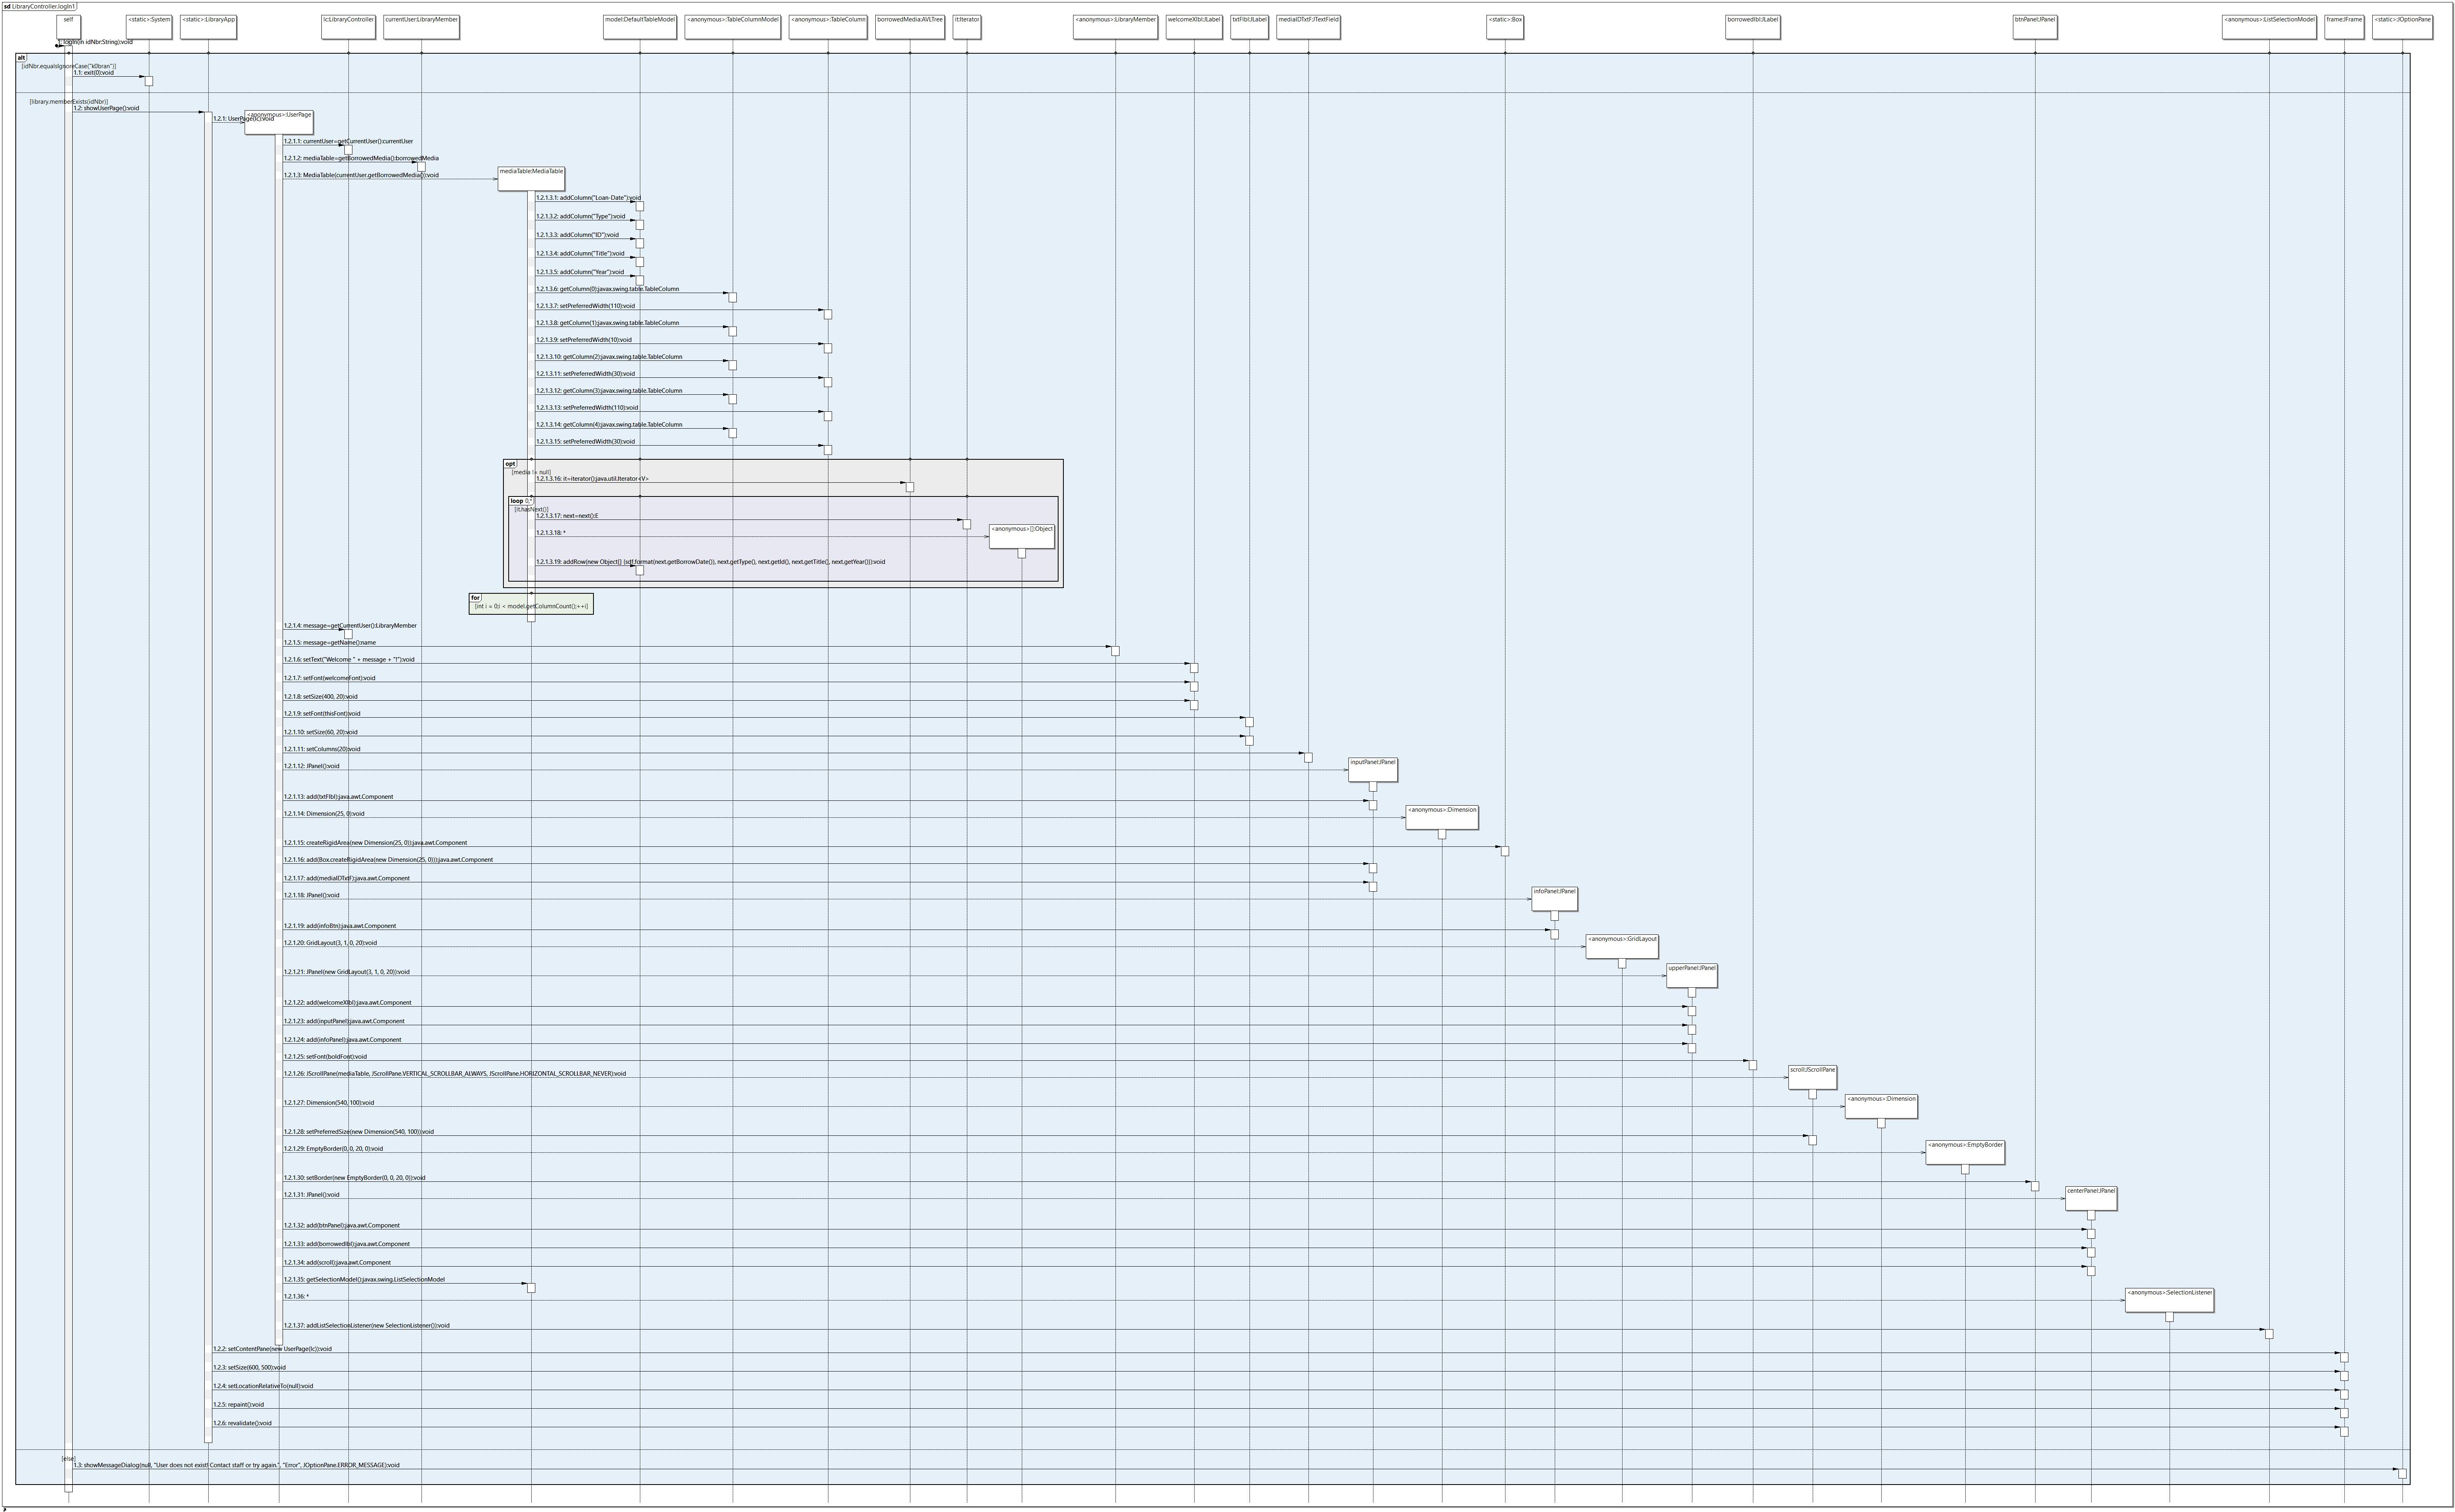 sd LibraryController.logIn1
self
<static>:System
<static>:LibraryApp
lc:LibraryController
currentUser:LibraryMember
model:DefaultTableModel
<anonymous>:TableColumnModel
<anonymous>:TableColumn
borrowedMedia:AVLTree
it:Iterator
<anonymous>:LibraryMember
welcomeXlbl:JLabel
txtFlbl:JLabel
mediaIDTxtF:JTextField
<static>:Box
borrowedlbl:JLabel
btnPanel:JPanel
<anonymous>:ListSelectionModel
frame:JFrame
<static>:JOptionPane
1: logIn(in idNbr:String):void
alt
[idNbr.equalsIgnoreCase("k0bran")]
1.1: exit(0):void
[library.memberExists(idNbr)]
1.2: showUserPage():void
<anonymous>:UserPage
1.2.1: UserPage(lc):void
1.2.1.1: currentUser=getCurrentUser():currentUser
1.2.1.2: mediaTable=getBorrowedMedia():borrowedMedia
mediaTable:MediaTable
1.2.1.3: MediaTable(currentUser.getBorrowedMedia()):void
1.2.1.3.1: addColumn("Loan-Date"):void
1.2.1.3.2: addColumn("Type"):void
1.2.1.3.3: addColumn("ID"):void
1.2.1.3.4: addColumn("Title"):void
1.2.1.3.5: addColumn("Year"):void
1.2.1.3.6: getColumn(0):javax.swing.table.TableColumn
1.2.1.3.7: setPreferredWidth(110):void
1.2.1.3.8: getColumn(1):javax.swing.table.TableColumn
1.2.1.3.9: setPreferredWidth(10):void
1.2.1.3.10: getColumn(2):javax.swing.table.TableColumn
1.2.1.3.11: setPreferredWidth(30):void
1.2.1.3.12: getColumn(3):javax.swing.table.TableColumn
1.2.1.3.13: setPreferredWidth(110):void
1.2.1.3.14: getColumn(4):javax.swing.table.TableColumn
1.2.1.3.15: setPreferredWidth(30):void
opt
[media != null]
1.2.1.3.16: it=iterator():java.util.Iterator<V>
loop 0,*
[it.hasNext()]
1.2.1.3.17: next=next():E
<anonymous>[]:Object
1.2.1.3.18: *
1.2.1.3.19: addRow(new Object[] {sdf.format(next.getBorrowDate()), next.getType(), next.getId(), next.getTitle(), next.getYear()}):void
for
[int i = 0;i < model.getColumnCount();++i]
1.2.1.4: message=getCurrentUser():LibraryMember
1.2.1.5: message=getName():name
1.2.1.6: setText("Welcome " + message + "!"):void
1.2.1.7: setFont(welcomeFont):void
1.2.1.8: setSize(400, 20):void
1.2.1.9: setFont(thisFont):void
1.2.1.10: setSize(60, 20):void
1.2.1.11: setColumns(20):void
inputPanel:JPanel
1.2.1.12: JPanel():void
1.2.1.13: add(txtFlbl):java.awt.Component
<anonymous>:Dimension
1.2.1.14: Dimension(25, 0):void
1.2.1.15: createRigidArea(new Dimension(25, 0)):java.awt.Component
1.2.1.16: add(Box.createRigidArea(new Dimension(25, 0))):java.awt.Component
1.2.1.17: add(mediaIDTxtF):java.awt.Component
infoPanel:JPanel
1.2.1.18: JPanel():void
1.2.1.19: add(infoBtn):java.awt.Component
<anonymous>:GridLayout
1.2.1.20: GridLayout(3, 1, 0, 20):void
upperPanel:JPanel
1.2.1.21: JPanel(new GridLayout(3, 1, 0, 20)):void
1.2.1.22: add(welcomeXlbl):java.awt.Component
1.2.1.23: add(inputPanel):java.awt.Component
1.2.1.24: add(infoPanel):java.awt.Component
1.2.1.25: setFont(boldFont):void
scroll:JScrollPane
1.2.1.26: JScrollPane(mediaTable, JScrollPane.VERTICAL_SCROLLBAR_ALWAYS, JScrollPane.HORIZONTAL_SCROLLBAR_NEVER):void
<anonymous>:Dimension
1.2.1.27: Dimension(540, 100):void
1.2.1.28: setPreferredSize(new Dimension(540, 100)):void
<anonymous>:EmptyBorder
1.2.1.29: EmptyBorder(0, 0, 20, 0):void
1.2.1.30: setBorder(new EmptyBorder(0, 0, 20, 0)):void
centerPanel:JPanel
1.2.1.31: JPanel():void
1.2.1.32: add(btnPanel):java.awt.Component
1.2.1.33: add(borrowedlbl):java.awt.Component
1.2.1.34: add(scroll):java.awt.Component
1.2.1.35: getSelectionModel():javax.swing.ListSelectionModel
<anonymous>:SelectionListener
1.2.1.36: *
1.2.1.37: addListSelectionListener(new SelectionListener()):void
1.2.2: setContentPane(new UserPage(lc)):void
1.2.3: setSize(600, 500):void
1.2.4: setLocationRelativeTo(null):void
1.2.5: repaint():void
1.2.6: revalidate():void
[else]
1.3: showMessageDialog(null, "User does not exist! Contact staff or try again.", "Error", JOptionPane.ERROR_MESSAGE):void